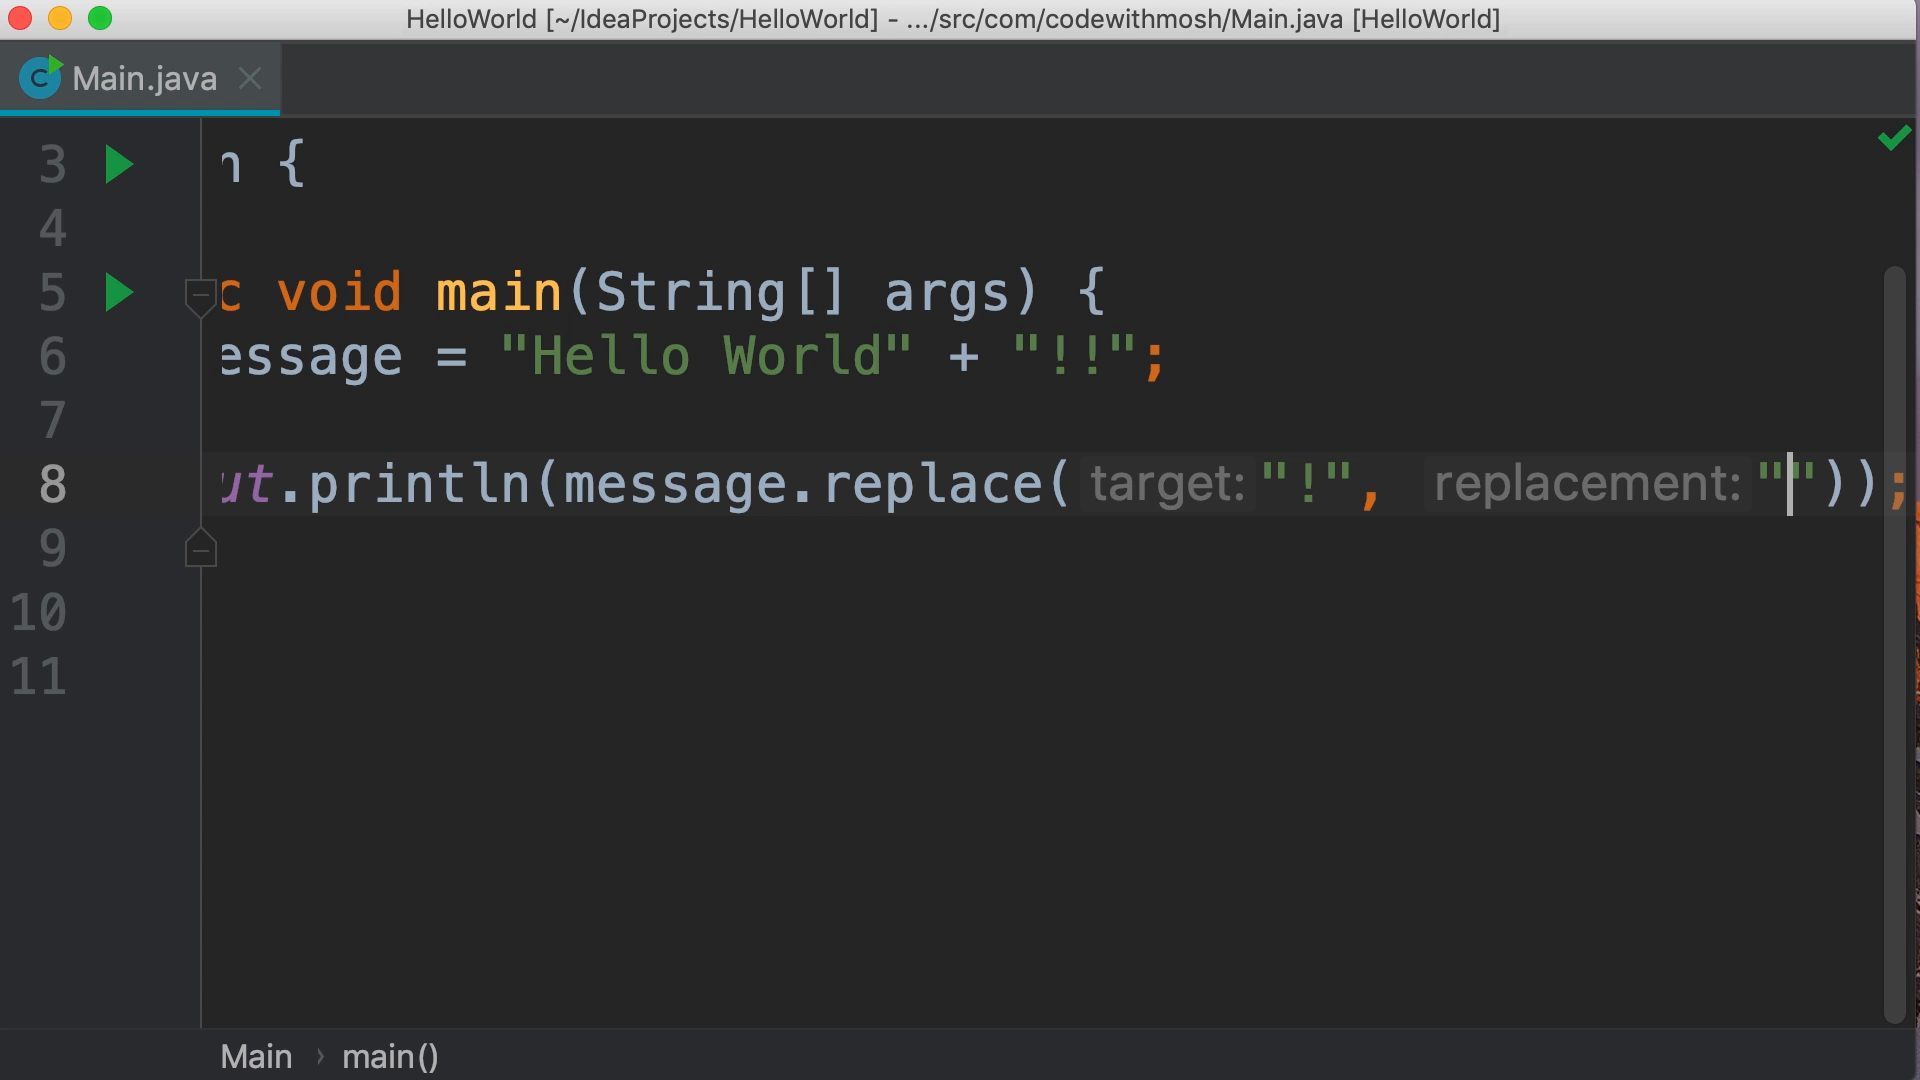 HelloWorld [~/IdeaProjects/HelloWorld] - .../src/com/codewithmosh/Main.java [HelloWorld]
C Main.java
3 n {
4
5 c void main(String[] args) {
6 essage = "Hello World" + "!!";
7
8 ut.println(message.replace( target: "!", replacement: ""));
9
10
11
Main › main()